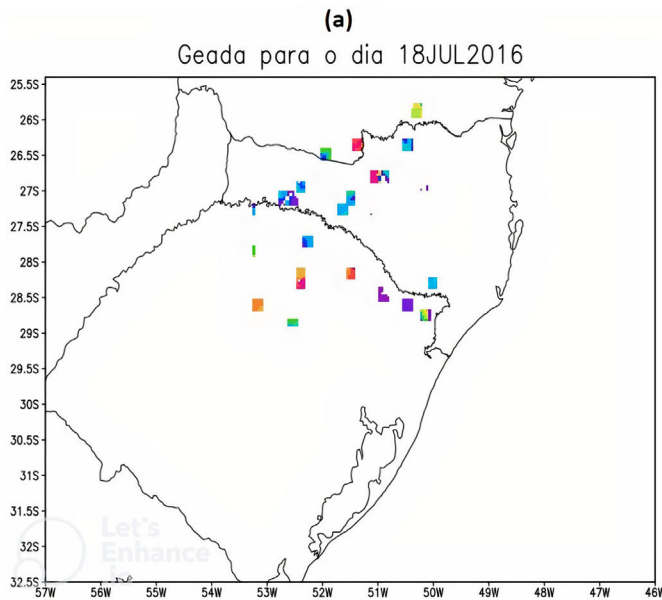 (a)
Geada para o dia 18JUL2016
25.5S
26S
26.5S
27S
27.5S
28S
28.5S
29S
29.5S
30S
30.5S
31S
31.5S
32S
32.5S
57W 56W 55W 54W 53W 52W 51W 50W 49W 48W 47W 46W
Let's
Enhance
.io